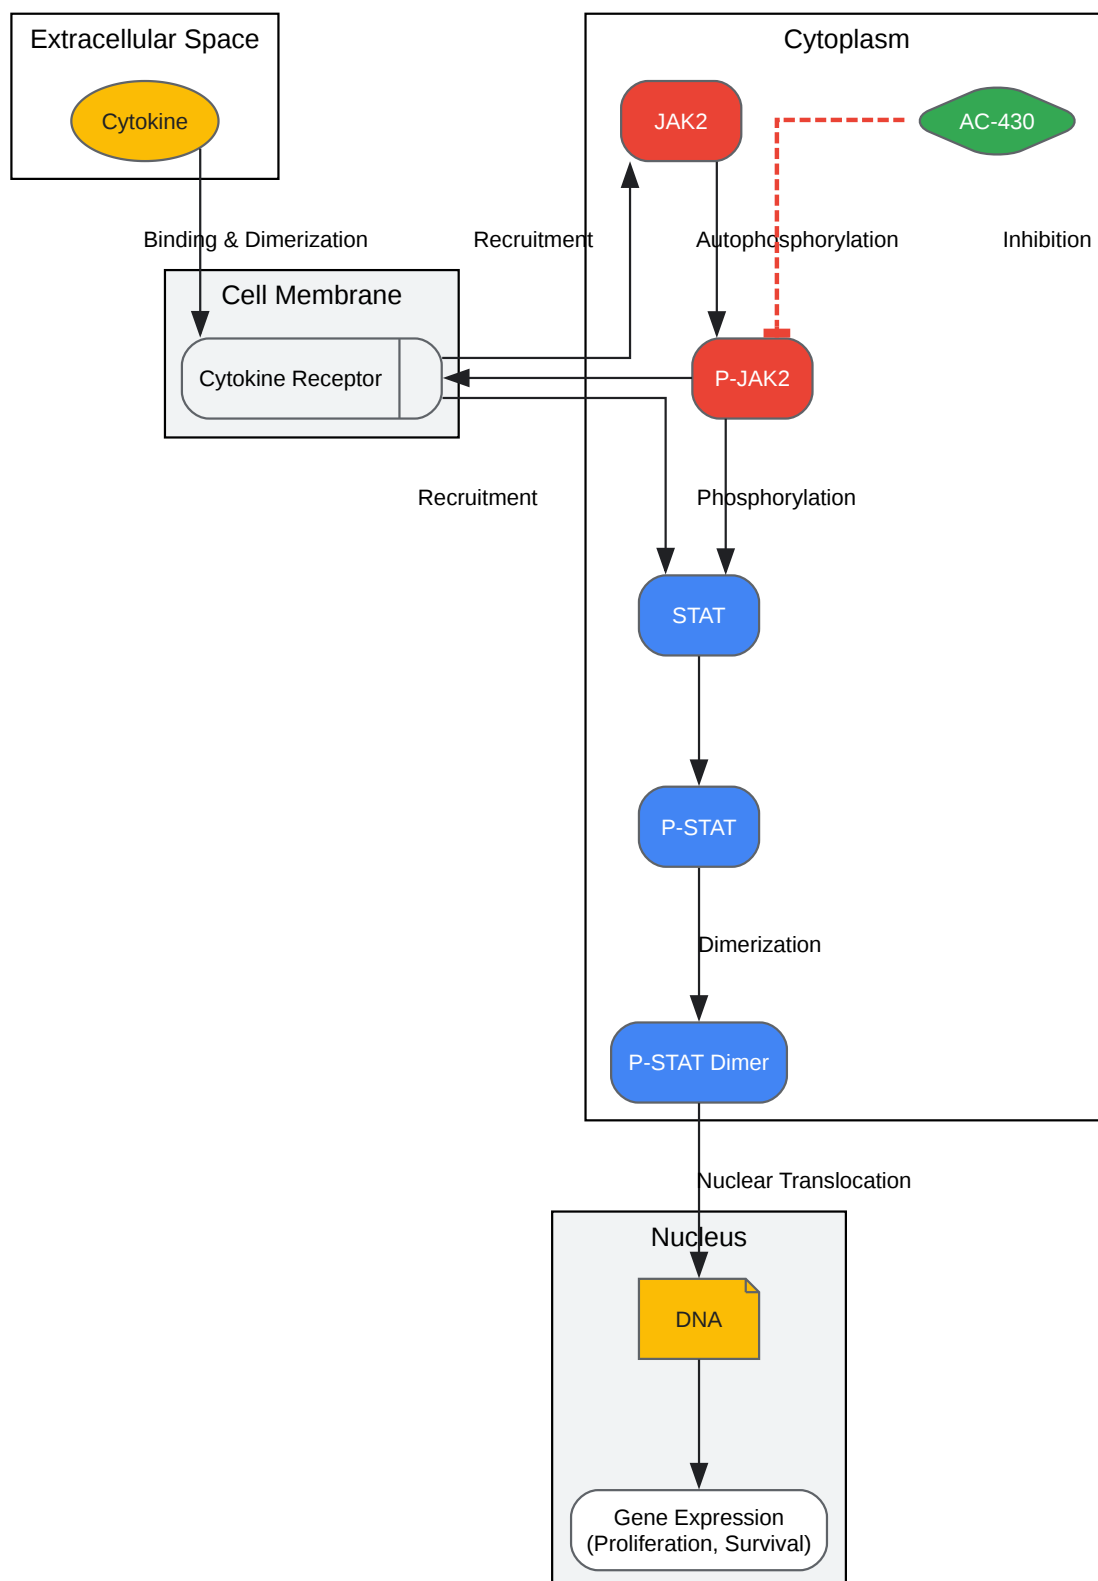 Extracellular Space
Cytoplasm
Cytokine
JAK2
AC-430
Binding & Dimerization
Recruitment
Autophosphorylation
Inhibition
Cell Membrane
Cytokine Receptor
P-JAK2
Recruitment
Phosphorylation
STAT
P-STAT
Dimerization
P-STAT Dimer
Nuclear Translocation
Nucleus
DNA
Gene Expression
(Proliferation, Survival)